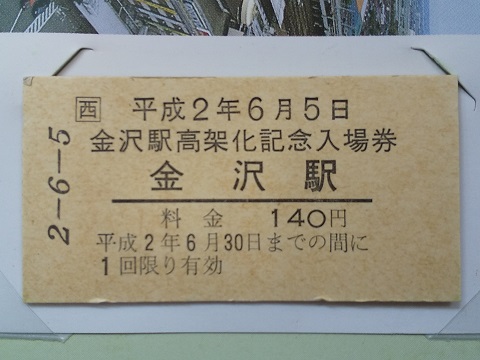 西 平成2年6月5日
金沢駅高架化記念入場券
金沢駅
料金 140円
平成2年6月30日までの間に
1回限り有効
2-6-5